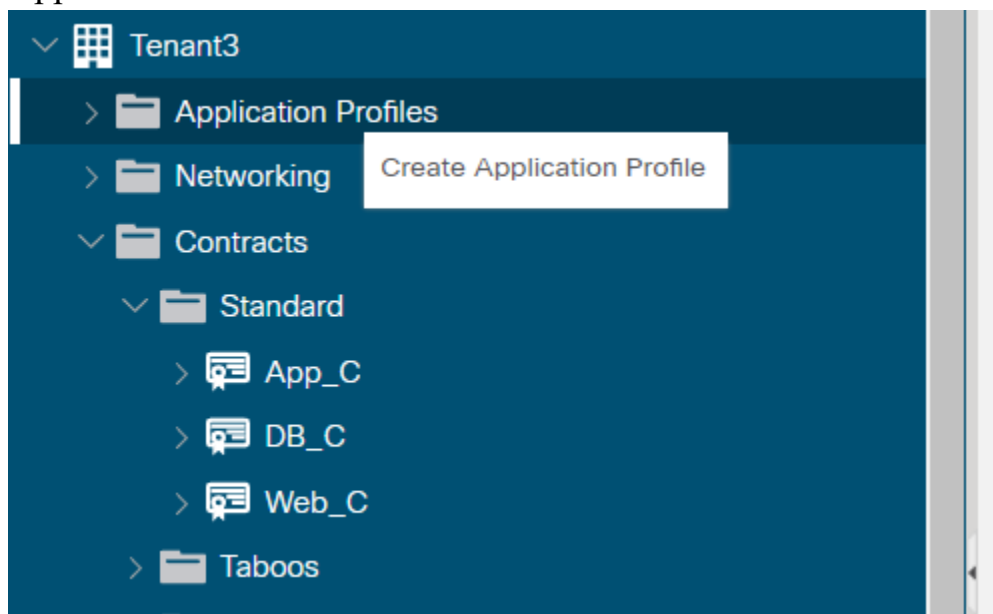 Tenant3
Application Profiles
Create Application Profile
Networking
Contracts
Standard
App_C
DB_C
Web_C
Taboos